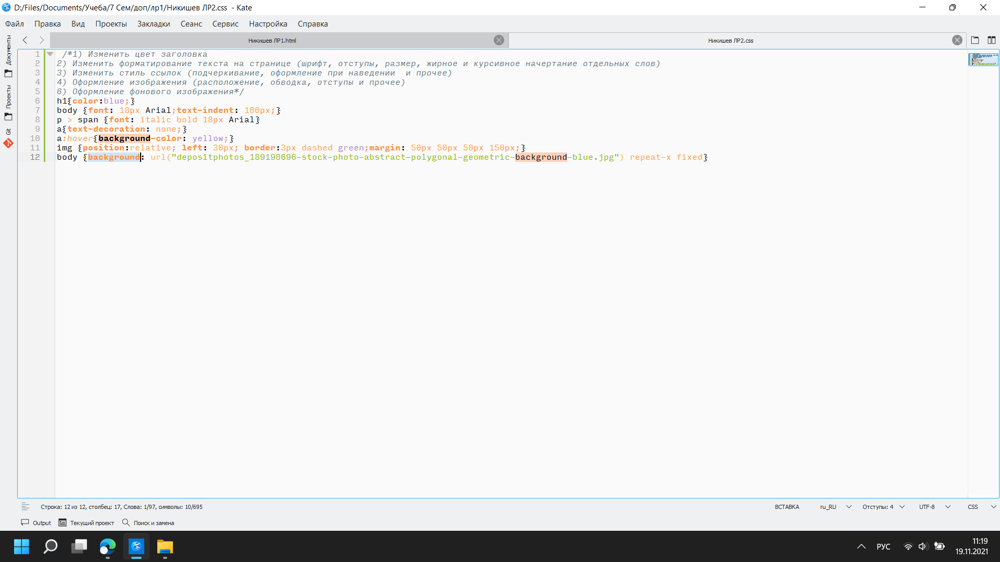 D:/Files/Documents/Учеба/7 Сем/доп/лр1/Никишев ЛР2.css - Kate
Файл Правка Вид Проекты Закладки Сеанс Сервис Настройка Справка
Никишев ЛР1.html Никишев ЛР2.css
Документы
Проекты
Git
1 /*1) Изменить цвет заголовка
2 2) Изменить форматирование текста на странице (шрифт, отступы, размер, жирное и курсивное начертание отдельных слов)
3 3) Изменить стиль ссылок (подчеркивание, оформление при наведении  и прочее)
4 4) Оформление изображения (расположение, обводка, отступы и прочее)
5 6) Оформление фонового изображения*/
6 h1{color:blue;}
7 body {font: 18px Arial;text-indent: 100px;}
8 p > span {font: italic bold 18px Arial}
9 a{text-decoration: none;}
10 a:hover{background-color: yellow;}
11 img {position:relative; left: 30px; border:3px dashed green;margin: 50px 50px 50px 150px;}
12 body {background: url("depositphotos_189198696-stock-photo-abstract-polygonal-geometric-background-blue.jpg") repeat-x fixed}
Строка: 12 из 12, столбец: 17, Слова: 1/97, символы: 10/695 ВСТАВКА ru_RU Отступы: 4 UTF-8 CSS
Output Текущий проект Поиск и замена
РУС
11:19
19.11.2021